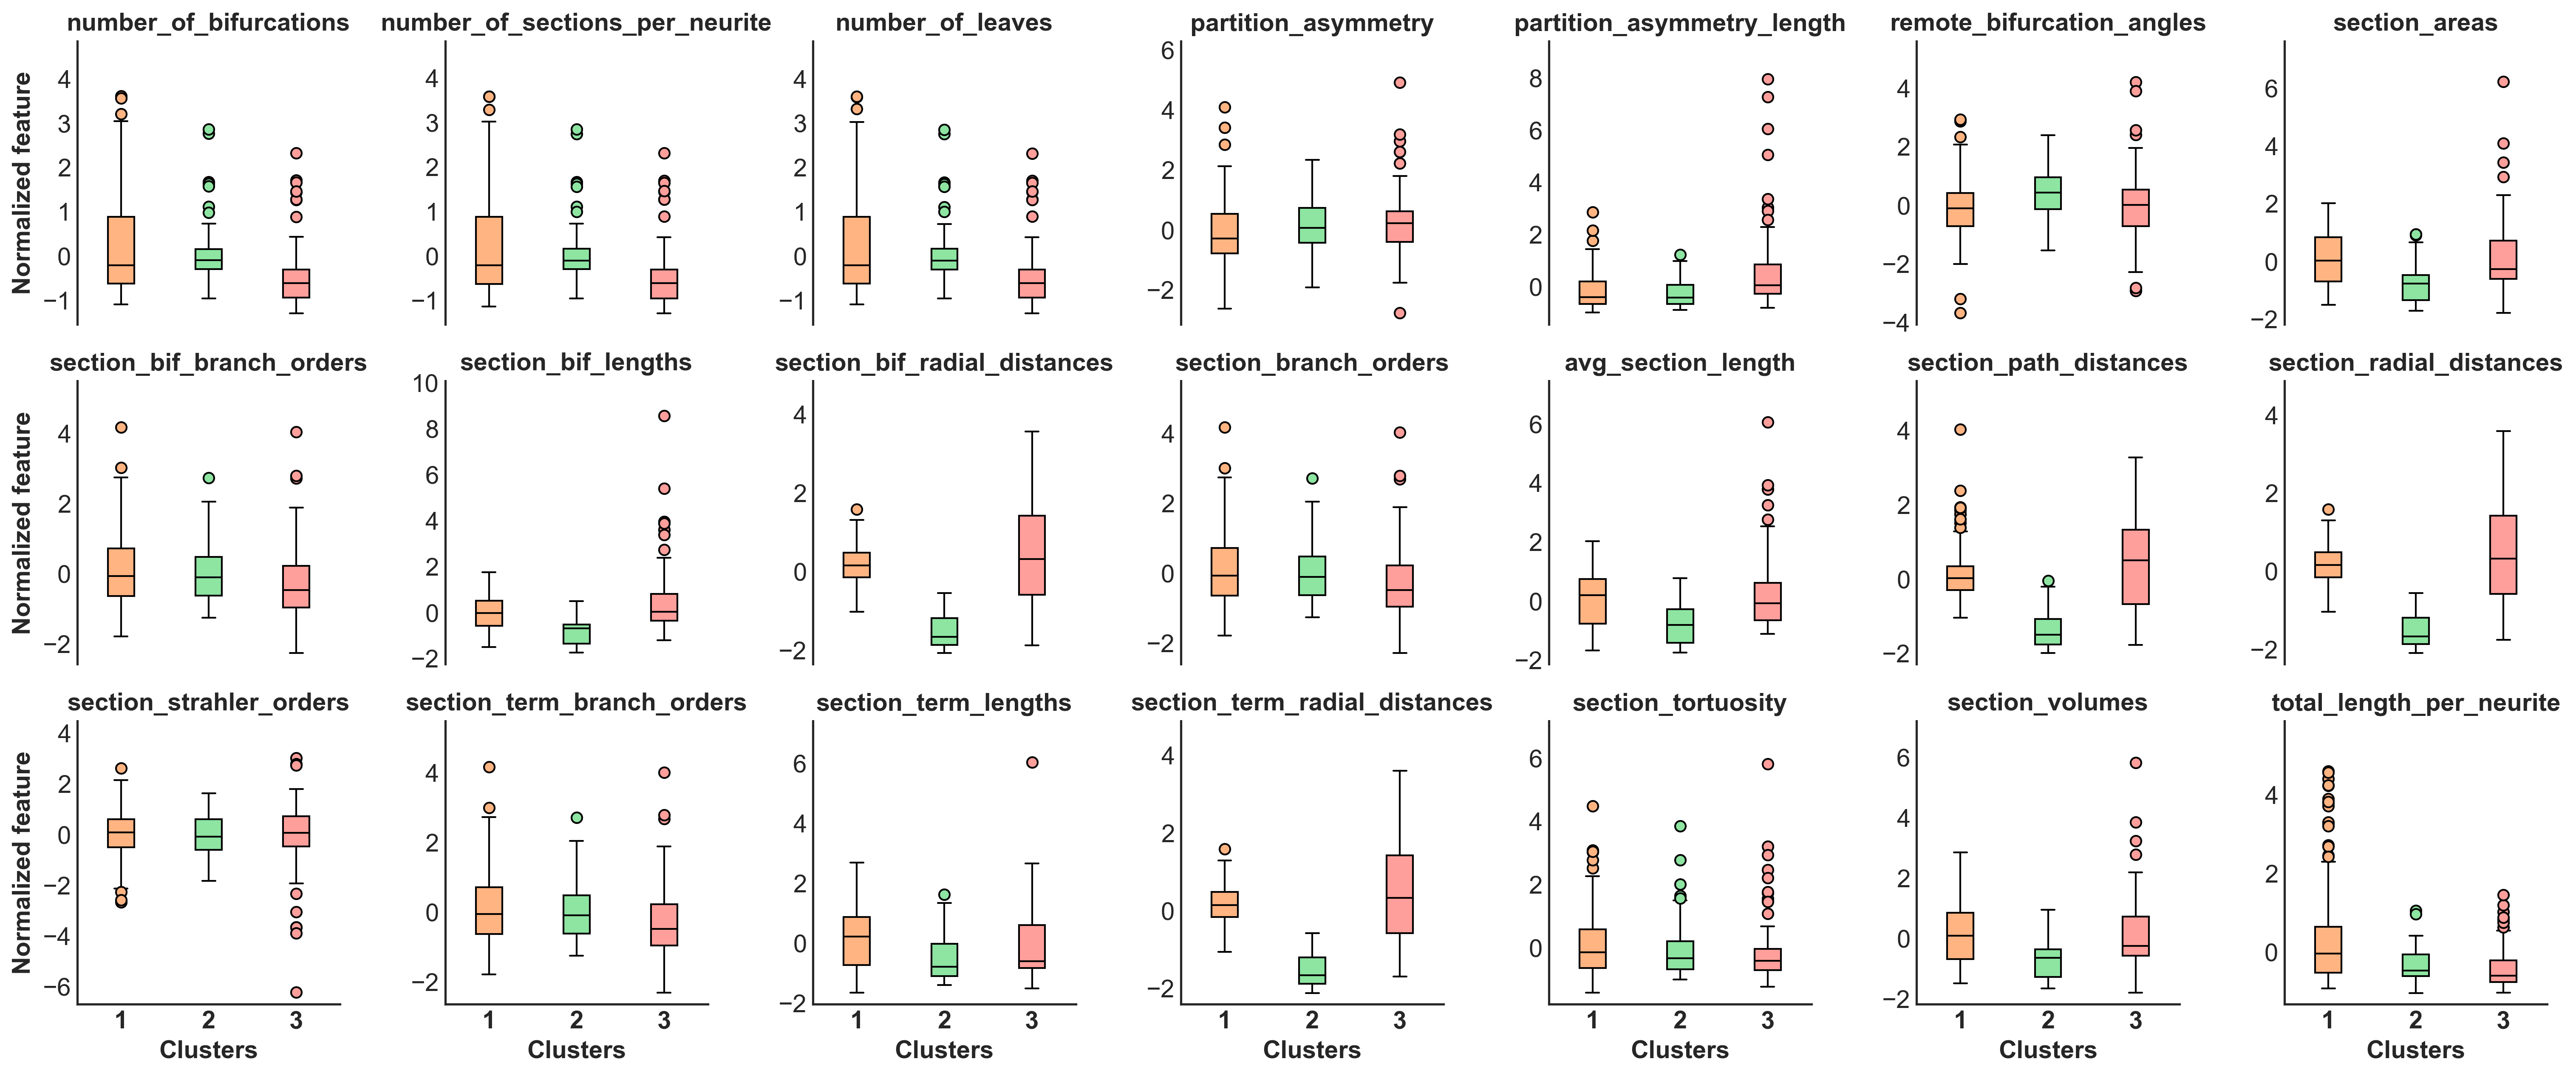 number_of_bifurcations number_of_sections_per_neurite number_of_leaves partition_asymmetry partition_asymmetry_length remote_bifurcation_angles section_areas
Normalized feature
4 3 2 1 0 −1
4 3 2 1 0 −1
4 3 2 1 0 −1
6 4 2 0 −2
8 6 4 2 0
4 2 0 −2 −4
6 4 2 0 −2
section_bif_branch_orders section_bif_lengths section_bif_radial_distances section_branch_orders avg_section_length section_path_distances section_radial_distances
Normalized feature
4 2 0 −2
10 8 6 4 2 0 −2
4 2 0 −2
4 2 0 −2
6 4 2 0 −2
4 2 0 −2
4 2 0 −2
section_strahler_orders section_term_branch_orders section_term_lengths section_term_radial_distances section_tortuosity section_volumes total_length_per_neurite
Normalized feature
4 2 0 −2 −4 −6
4 2 0 −2
6 4 2 0 −2
4 2 0 −2
6 4 2 0
6 4 2 0 −2
4 2 0
1 2 3 1 2 3 1 2 3 1 2 3 1 2 3 1 2 3 1 2 3
Clusters Clusters Clusters Clusters Clusters Clusters Clusters